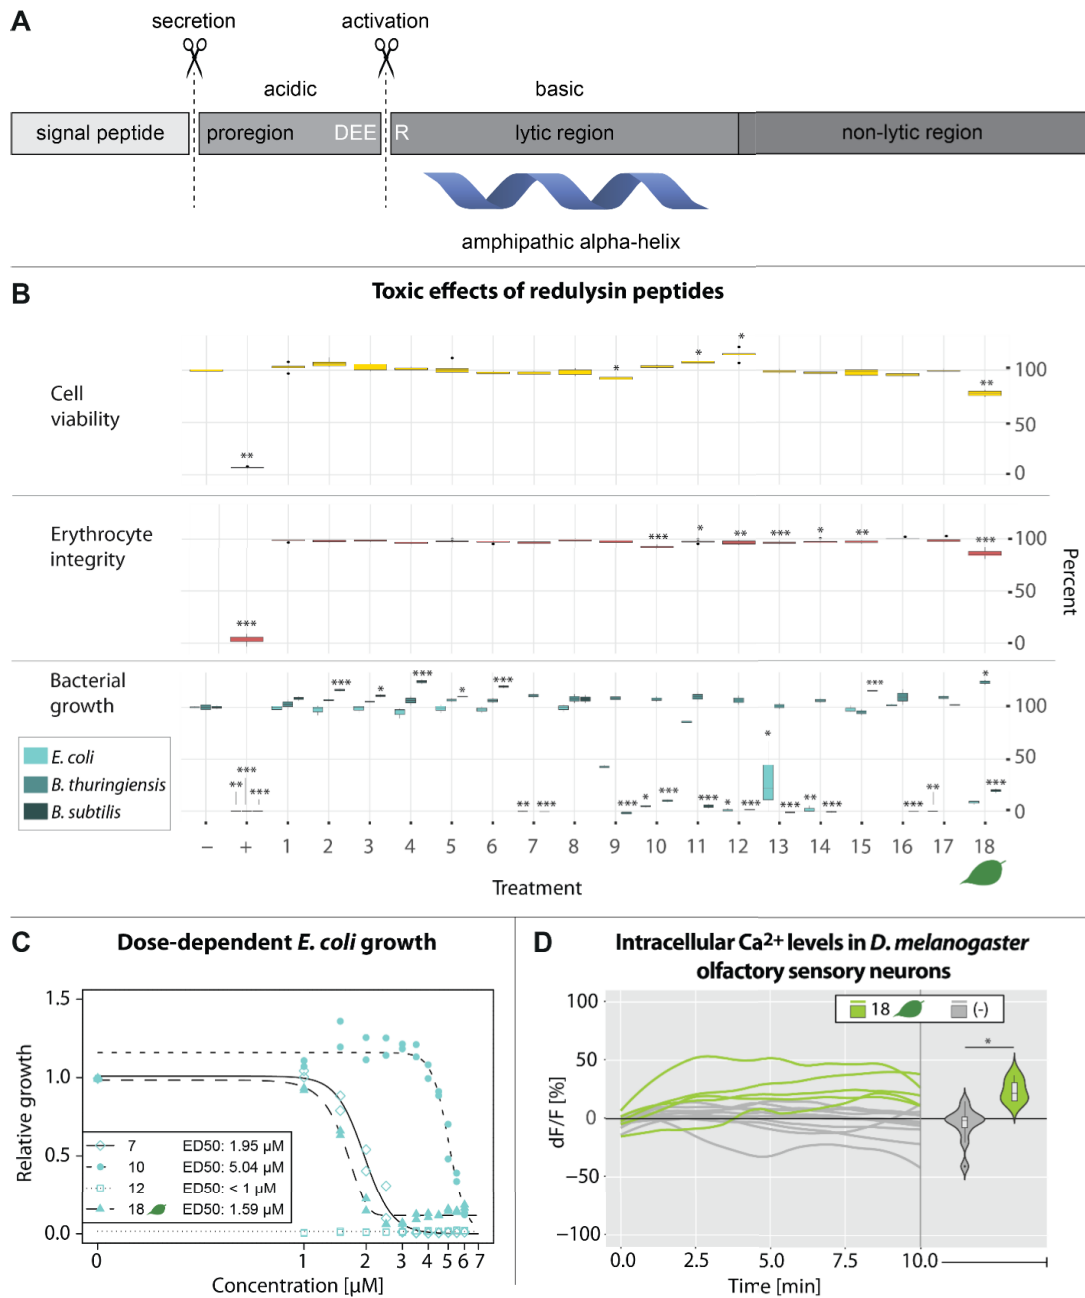 A
secretion
activation
acidic
basic
signal peptide
proregion
DEE
R
lytic region
non-lytic region
amphipathic alpha-helix
B
Toxic effects of redulysin peptides
Cell
viability
**
*
*
*
**
100
50
0
Erythrocyte
integrity
***
***
*
**
***
*
**
***
100
50
0
Percent
Bacterial
growth
***
*
***
*
***
***
*
100
50
0
E. coli
B. thuringiensis
B. subtilis
**
***
***
**
***
***
*
***
***
*
***
*
***
**
***
***
**
***
− + 1 2 3 4 5 6 7 8 9 10 11 12 13 14 15 16 17 18
Treatment
C
Dose-dependent E. coli growth
1.5
1.0
0.5
0.0
Relative growth
7 ED50: 1.95 µM
10 ED50: 5.04 µM
12 ED50: < 1 µM
18 ED50: 1.59 µM
0 1 2 3 4 5 6 7
Concentration [µM]
D
Intracellular Ca2+ levels in D. melanogaster
olfactory sensory neurons
100
50
0
−50
−100
dF/F [%]
18 (-)
*
0.0 2.5 5.0 7.5 10.0
Time [min]